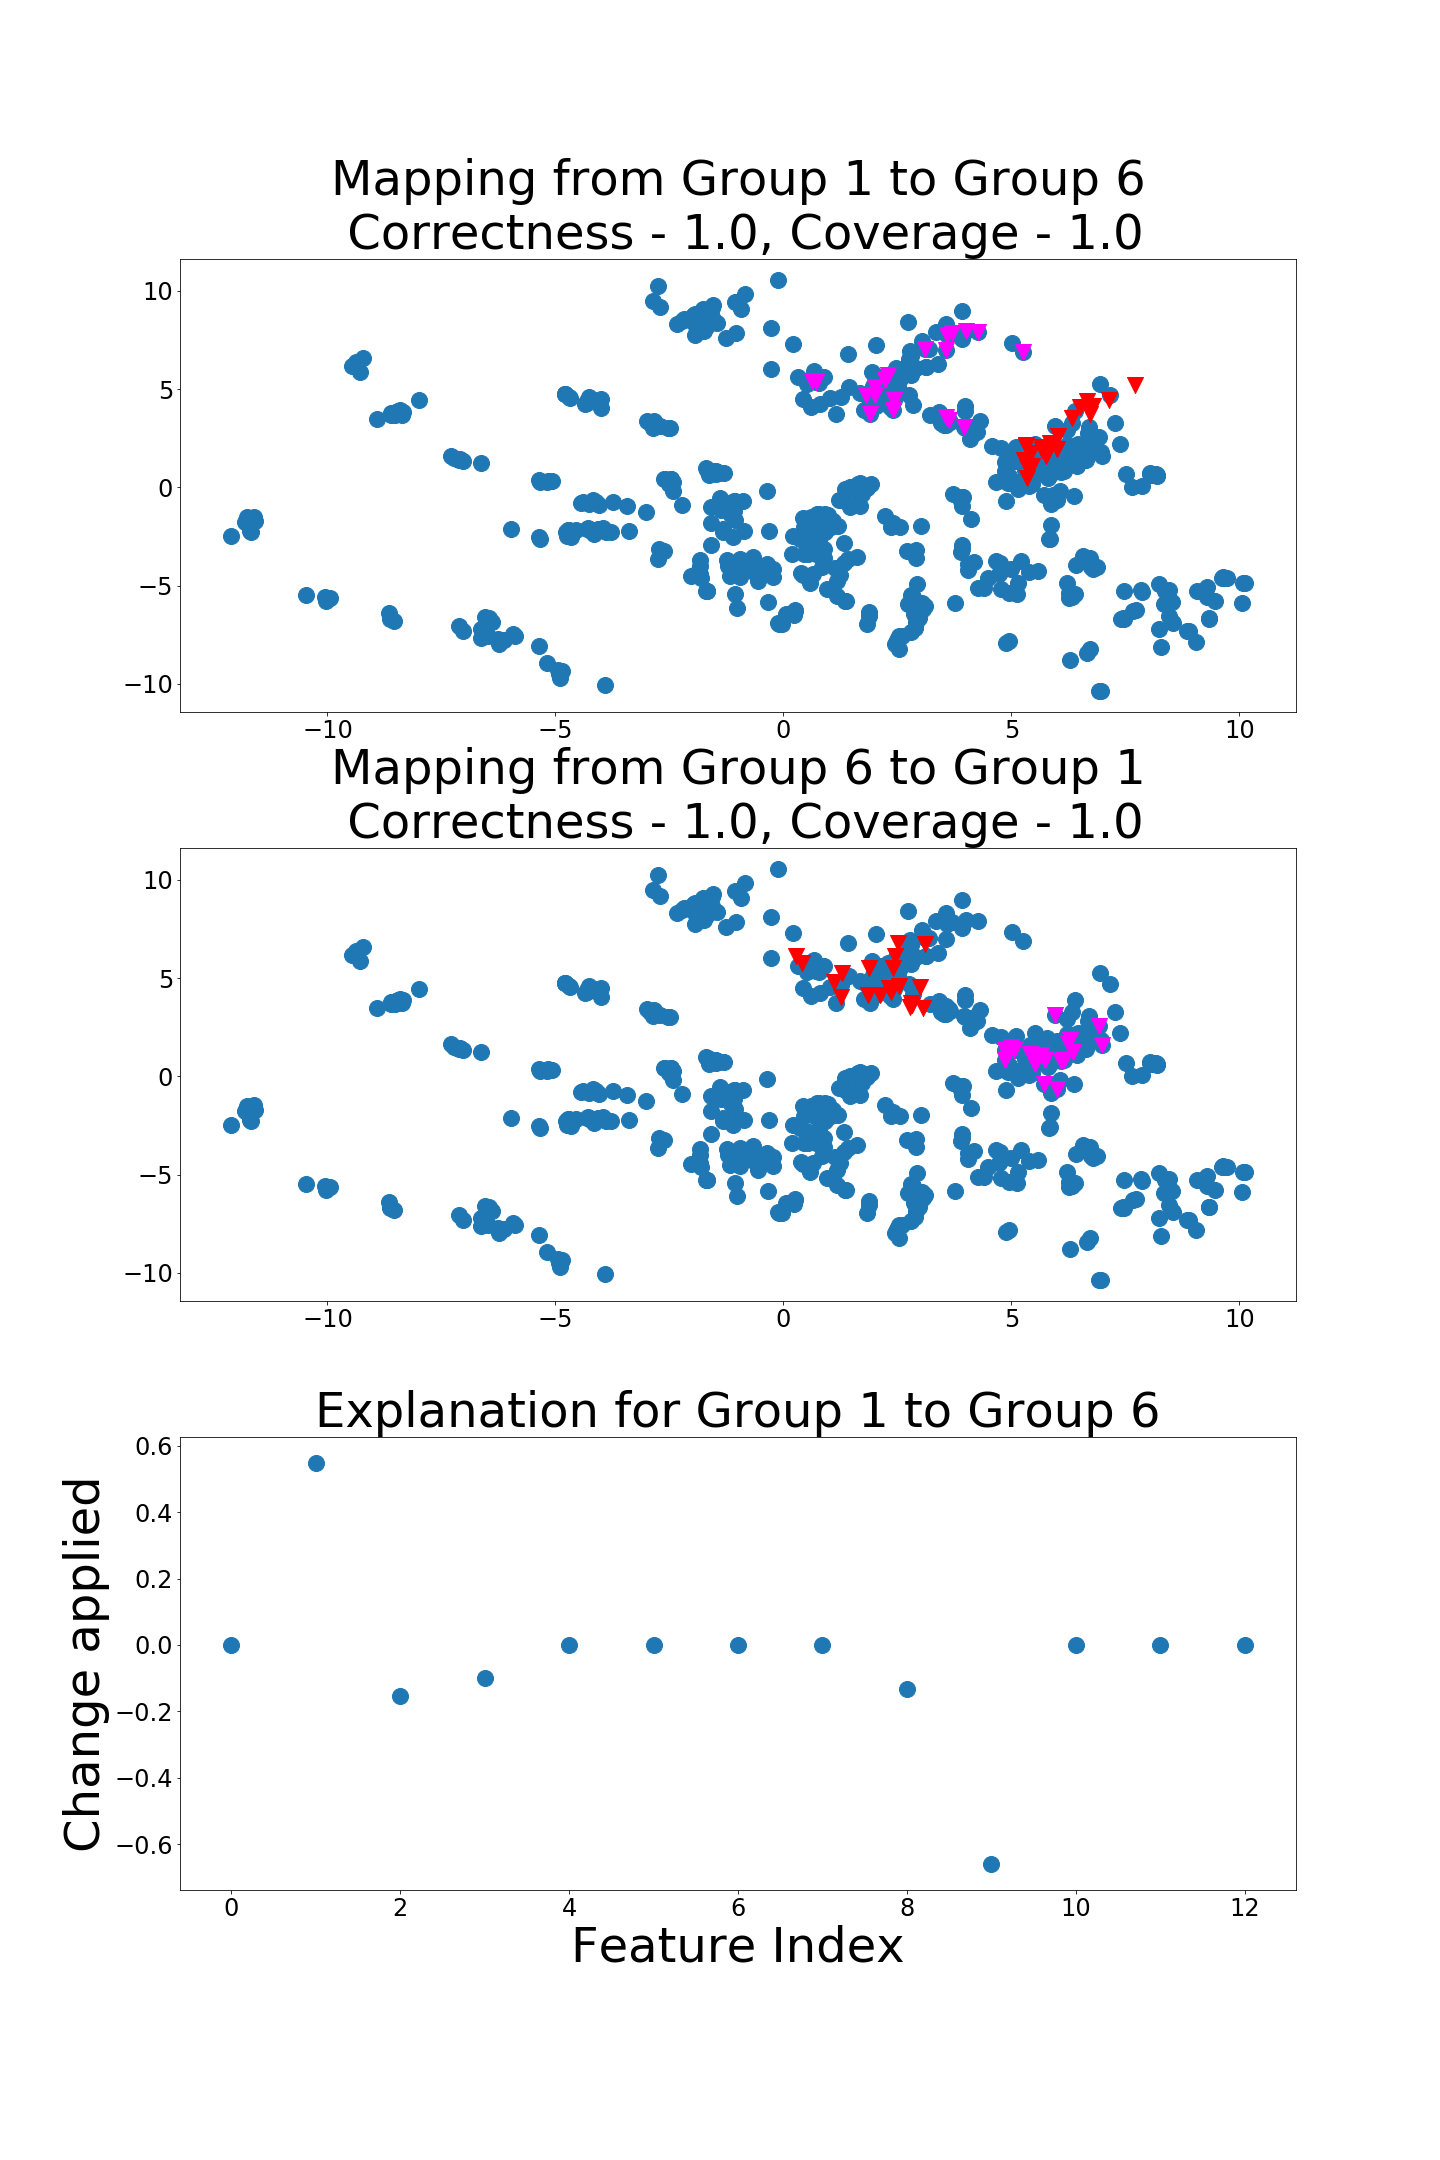 Mapping from Group 1 to Group 6
Correctness - 1.0, Coverage - 1.0
10
5
0
−5
−10
−10 −5 0 5 10
Mapping from Group 6 to Group 1
Correctness - 1.0, Coverage - 1.0
10
5
0
−5
−10
−10 −5 0 5 10
Explanation for Group 1 to Group 6
Change applied
0.6
0.4
0.2
0.0
−0.2
−0.4
−0.6
0 2 4 6 8 10 12
Feature Index